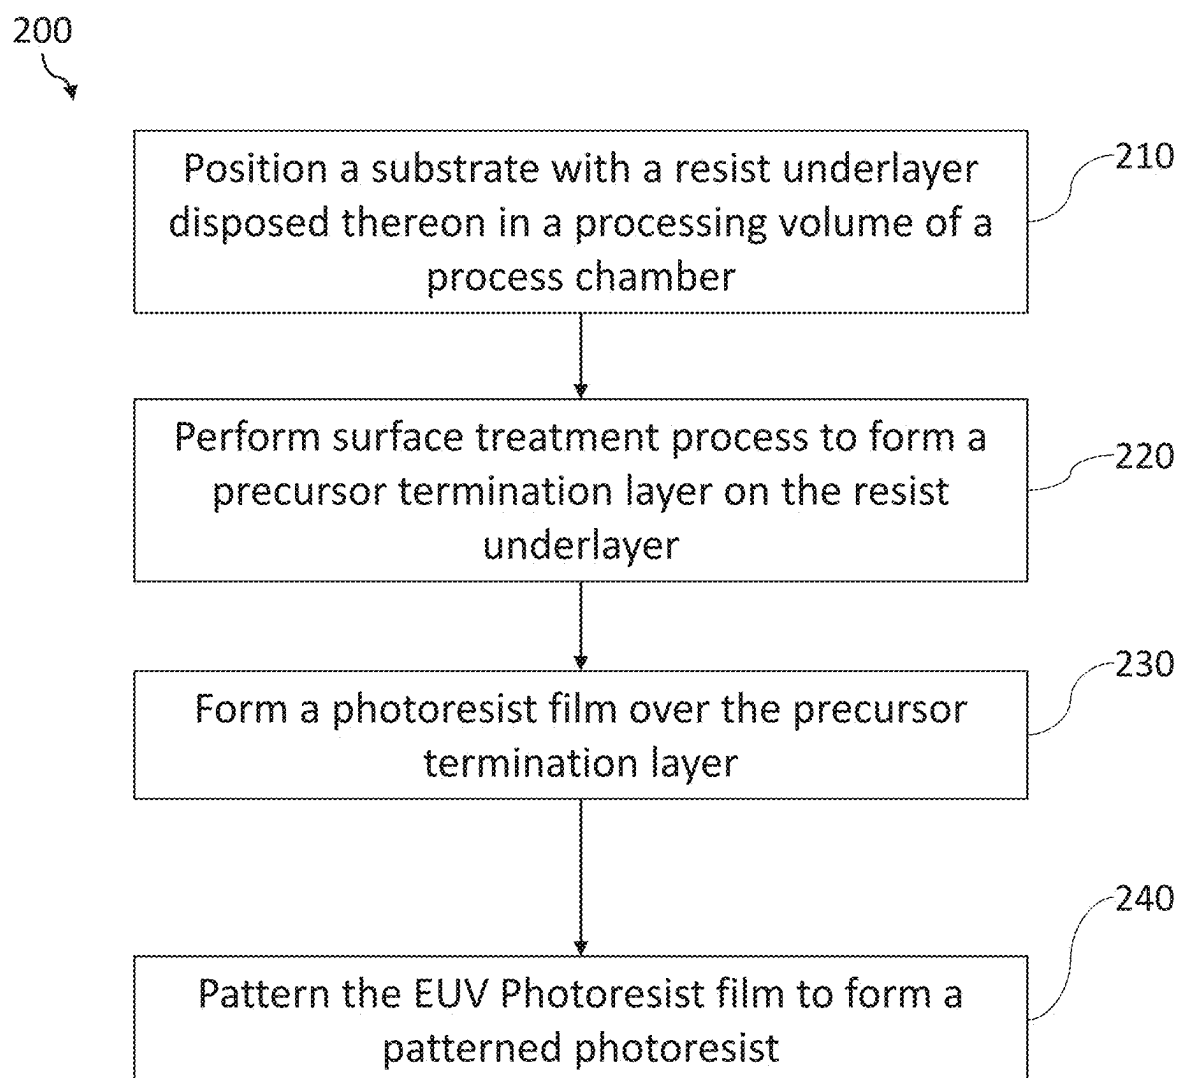 200
Position a substrate with a resist underlayer
disposed thereon in a processing volume of a
process chamber
210
Perform surface treatment process to form a
precursor termination layer on the resist
underlayer
220
Form a photoresist film over the precursor
termination layer
230
Pattern the EUV Photoresist film to form a
patterned photoresist
240